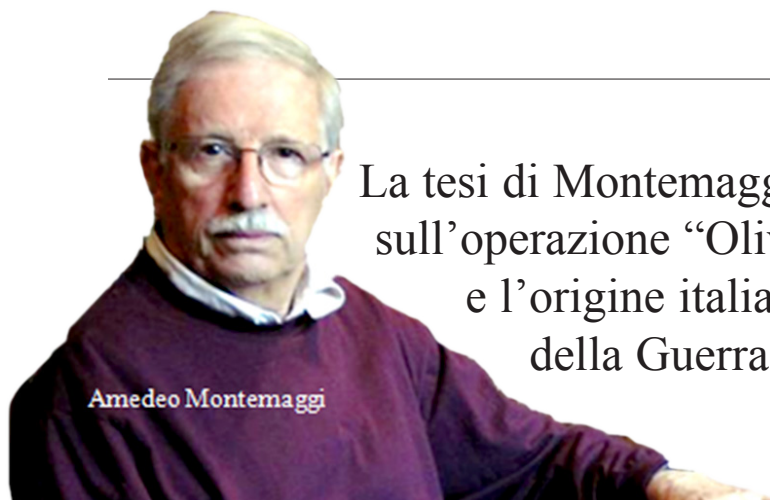 La tesi di Montemagg
sull’operazione “Oliv
e l’origine italia
della Guerra
Amedeo Montemaggi